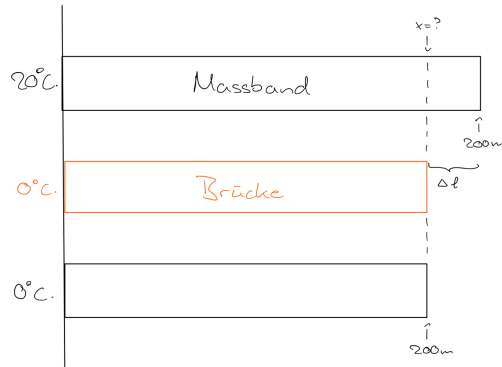 x=?
20°C.
Massband
200m
0°C.
Brücke
Δl
0°C.
200m